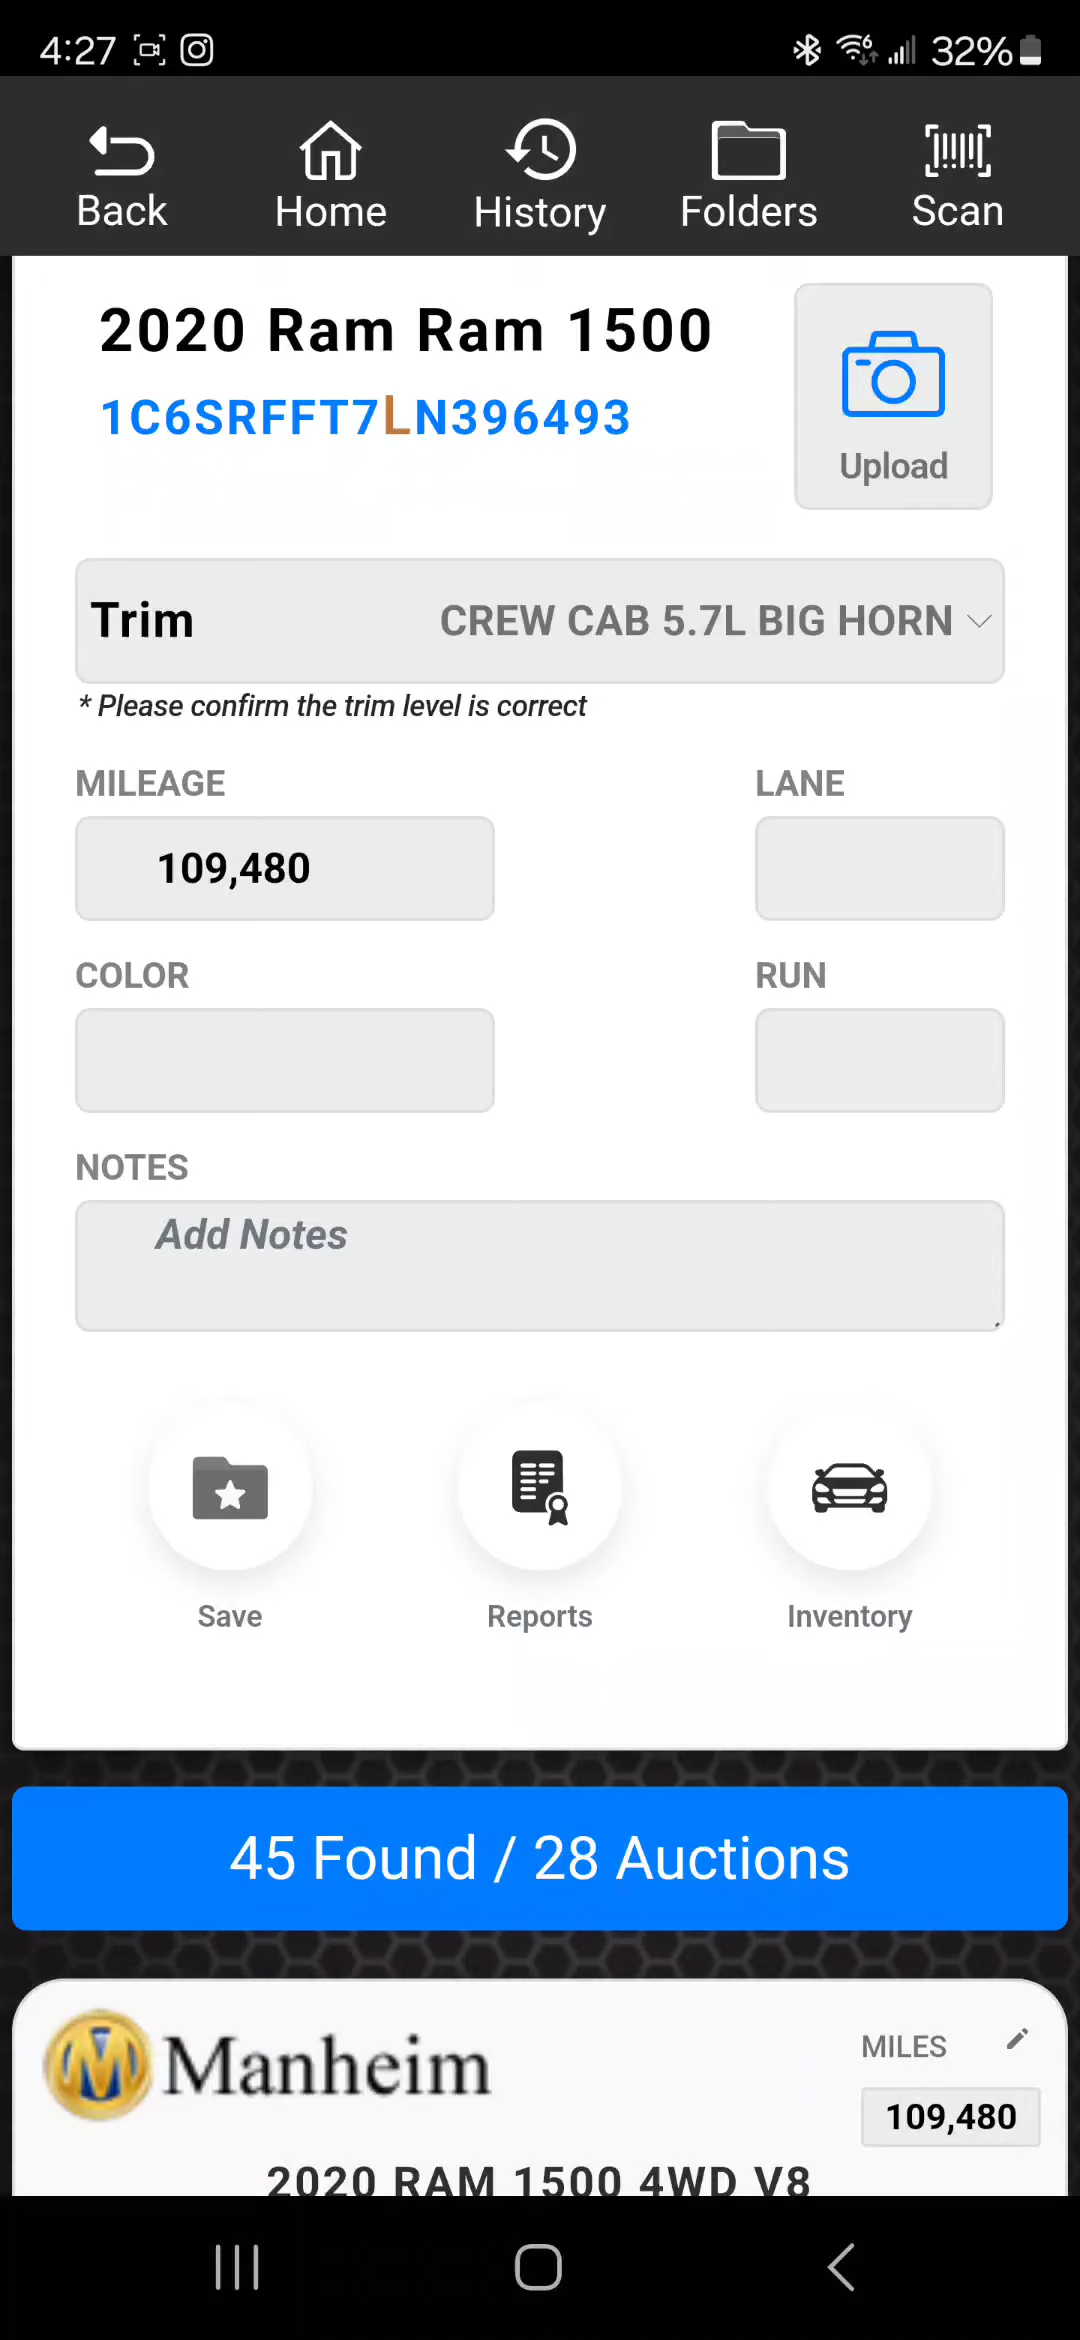 4:27 6 32%
Back Home History Folders Scan
2020 Ram Ram 1500
1C6SRFFT7LN396493
Upload
Trim CREW CAB 5.7L BIG HORN
* Please confirm the trim level is correct
MILEAGE LANE
109,480
COLOR RUN
NOTES
Add Notes
Save Reports Inventory
45 Found / 28 Auctions
Manheim
MILES
109,480
2020 RAM 1500 4WD V8